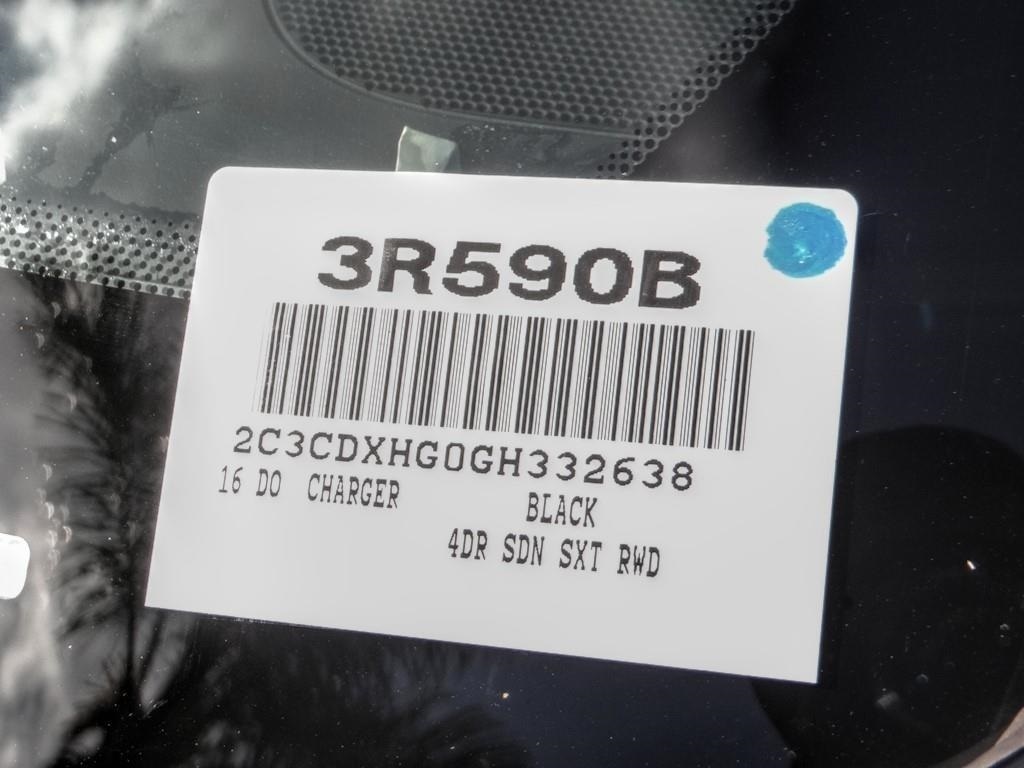 3R590B
2C3CDXHG0GH332638
16 DO CHARGER BLACK
4DR SDN SXT RWD